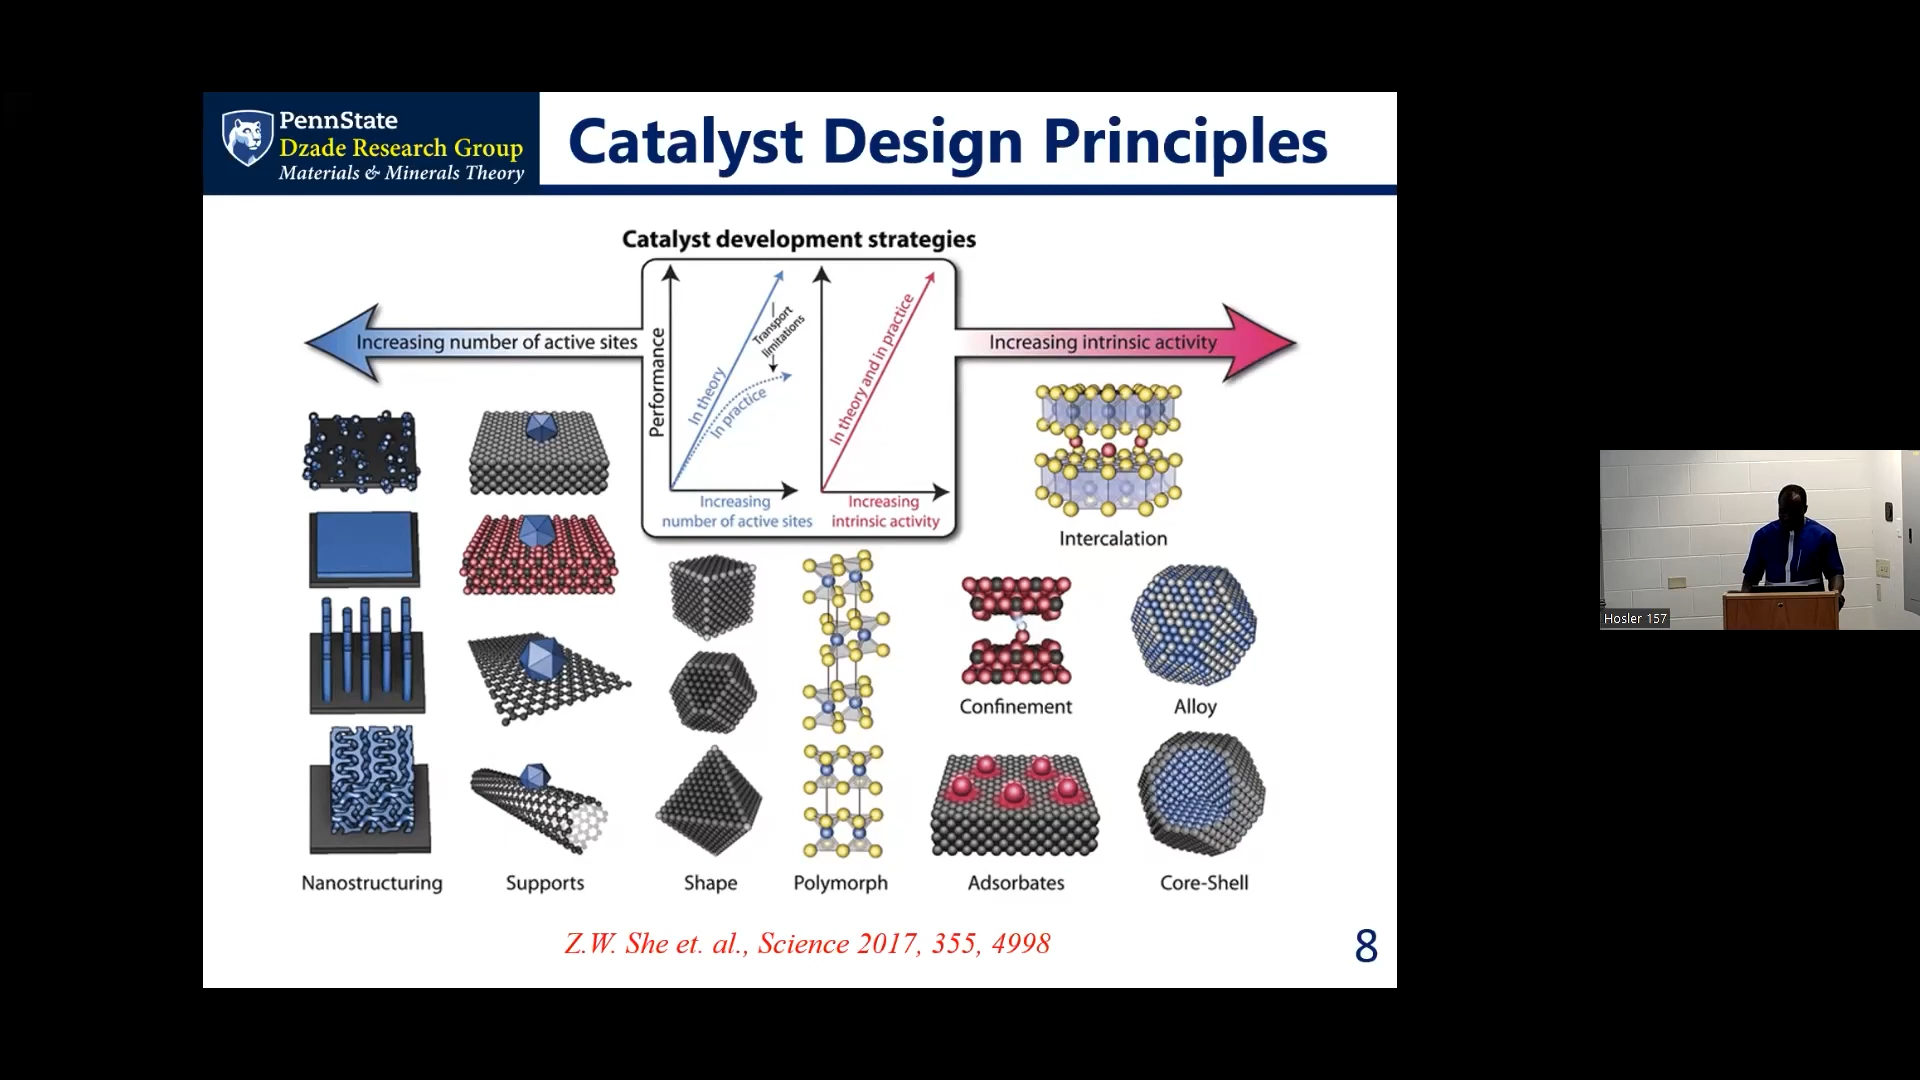 PennState
Dzade Research Group
Materials & Minerals Theory
Catalyst Design Principles
Catalyst development strategies
Increasing number of active sites
Performance
In theory
In practice
Transport
limitations
Increasing
number of active sites
In theory and in practice
Increasing
intrinsic activity
Increasing intrinsic activity
Intercalation
Confinement
Alloy
Nanostructuring
Supports
Shape
Polymorph
Adsorbates
Core-Shell
Z.W. She et. al., Science 2017, 355, 4998
8
Hosler 157